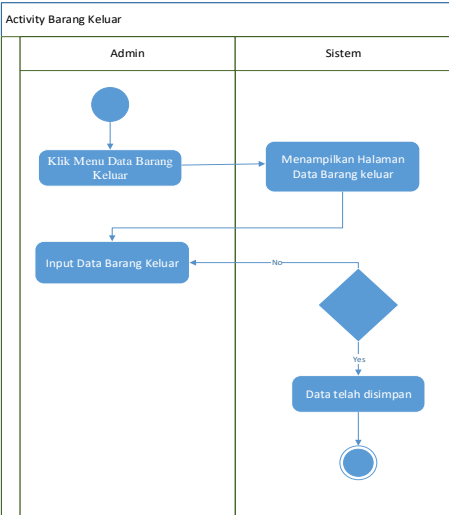 Activity Barang Keluar
Admin
Sistem
Klik Menu Data Barang
Keluar
Menampilkan Halaman
Data Barang keluar
Input Data Barang Keluar
No
Yes
Data telah disimpan